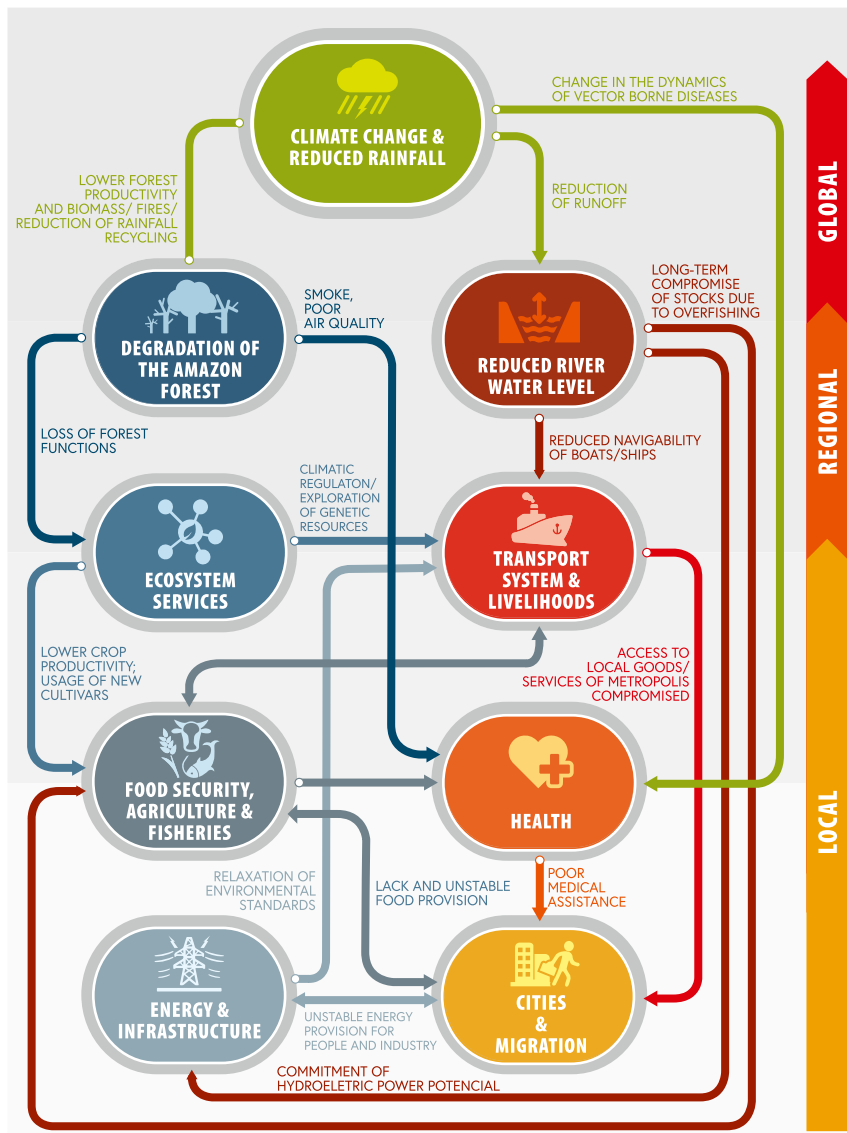 CLIMATE CHANGE &
REDUCED RAINFALL
CHANGE IN THE DYNAMICS
OF VECTOR BORNE DISEASES
LOWER FOREST
PRODUCTIVITY
AND BIOMASS/ FIRES/
REDUCTION OF RAINFALL
RECYCLING
REDUCTION
OF RUNOFF
GLOBAL
SMOKE,
POOR
AIR QUALITY
LONG-TERM
COMPROMISE
OF STOCKS DUE
TO OVERFISHING
DEGRADATION OF
THE AMAZON
FOREST
REDUCED RIVER
WATER LEVEL
REGIONAL
LOSS OF FOREST
FUNCTIONS
REDUCED NAVIGABILITY
OF BOATS/SHIPS
CLIMATIC
REGULATON/
EXPLORATION
OF GENETIC
RESOURCES
ECOSYSTEM
SERVICES
TRANSPORT
SYSTEM &
LIVELIHOODS
LOWER CROP
PRODUCTIVITY;
USAGE OF NEW
CULTIVARS
ACCESS TO
LOCAL GOODS/
SERVICES OF METROPOLIS
COMPROMISED
FOOD SECURITY,
AGRICULTURE &
FISHERIES
HEALTH
LOCAL
RELAXATION OF
ENVIRONMENTAL
STANDARDS
LACK AND UNSTABLE
FOOD PROVISION
POOR
MEDICAL
ASSISTANCE
ENERGY &
INFRASTRUCTURE
CITIES
&
MIGRATION
UNSTABLE ENERGY
PROVISION FOR
PEOPLE AND INDUSTRY
COMMITMENT OF
HYDROELETRIC POWER POTENCIAL